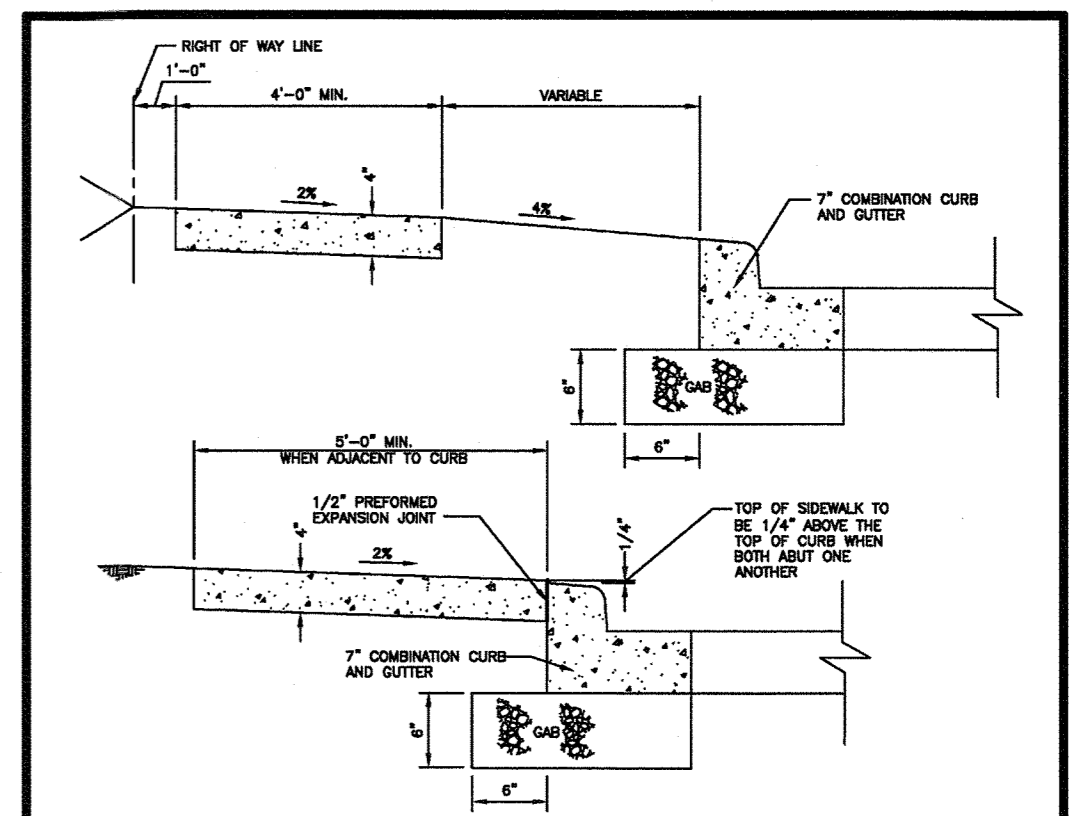 RIGHT OF WAY LINE
1'-0"
4'-0" MIN.
VARIABLE
4"
2%
4%
7" COMBINATION CURB
AND GUTTER
6"
GAB
6"
5'-0" MIN.
WHEN ADJACENT TO CURB
1/2" PREFORMED
EXPANSION JOINT
4"
2%
1/4"
TOP OF SIDEWALK TO
BE 1/4" ABOVE THE
TOP OF CURB WHEN
BOTH ABUT ONE
ANOTHER
7" COMBINATION CURB
AND GUTTER
6"
GAB
6"